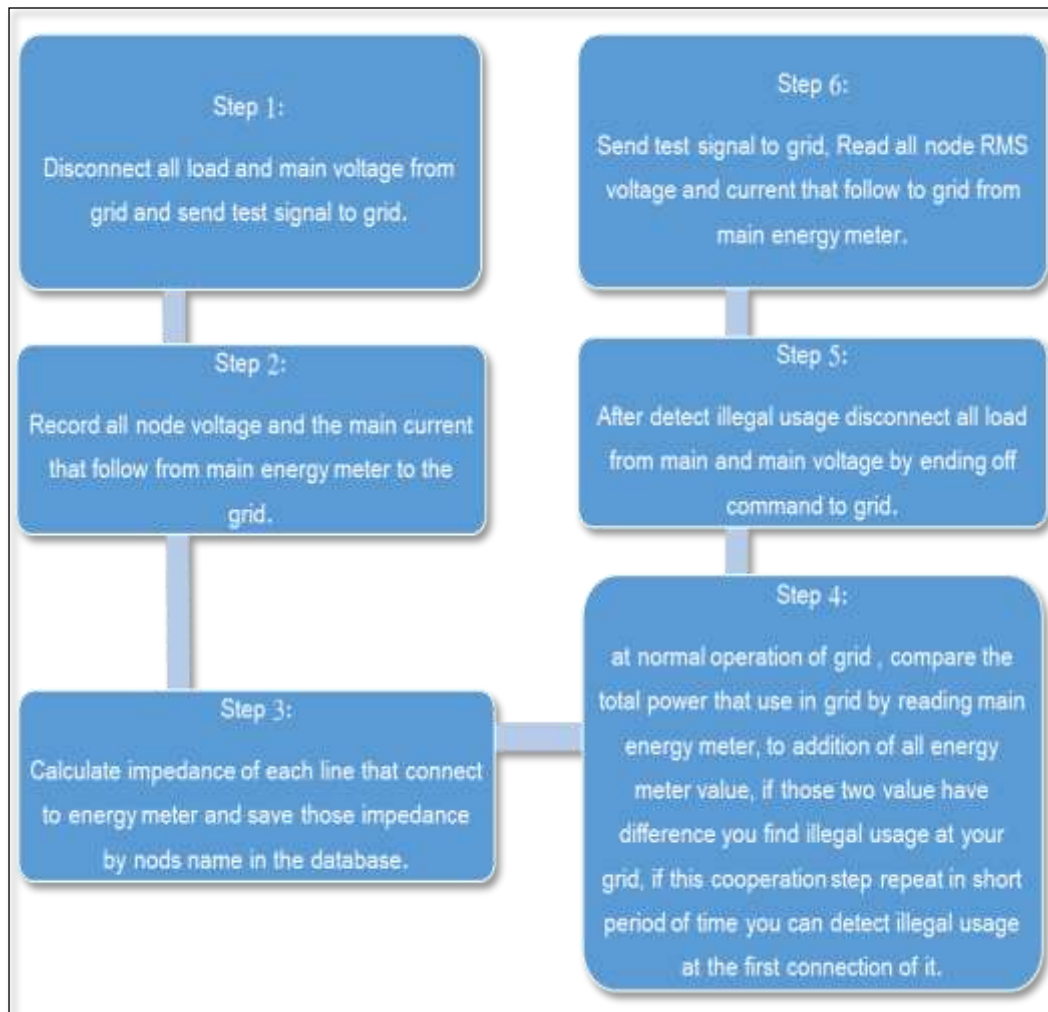 Step 1:
Disconnect all load and main voltage from
grid and send test signal to grid.
Step 2:
Record all node voltage and the main current
that follow from main energy meter to the
grid.
Step 3:
Calculate impedance of each line that connect
to energy meter and save those impedance
by nods name in the database.
Step 4:
at normal operation of grid , compare the
total power that use in grid by reading main
energy meter, to addition of all energy
meter value, if those two value have
difference you find illegal usage at your
grid, if this cooperation step repeat in short
period of time you can detect illegal usage
at the first connection of it.
Step 5:
After detect illegal usage disconnect all load
from main and main voltage by ending off
command to grid.
Step 6:
Send test signal to grid, Read all node RMS
voltage and current that follow to grid from
main energy meter.